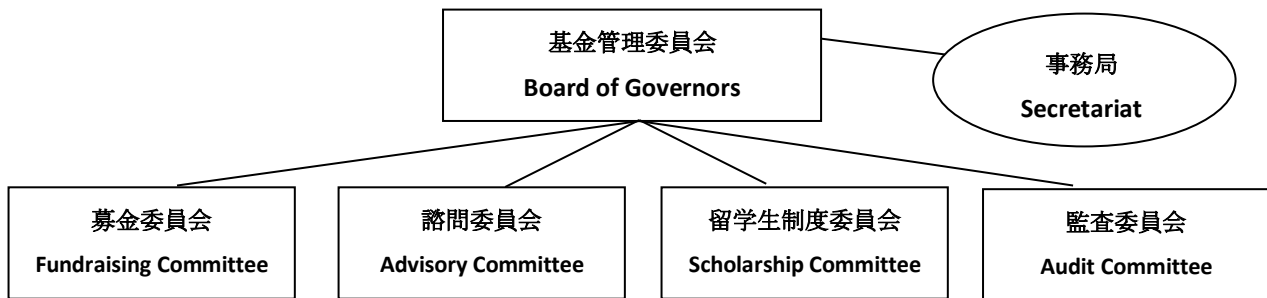 基金管理委員会
Board of Governors
事務局
Secretariat
募金委員会
Fundraising Committee
諮問委員会
Advisory Committee
留学生制度委員会
Scholarship Committee
監査委員会
Audit Committee